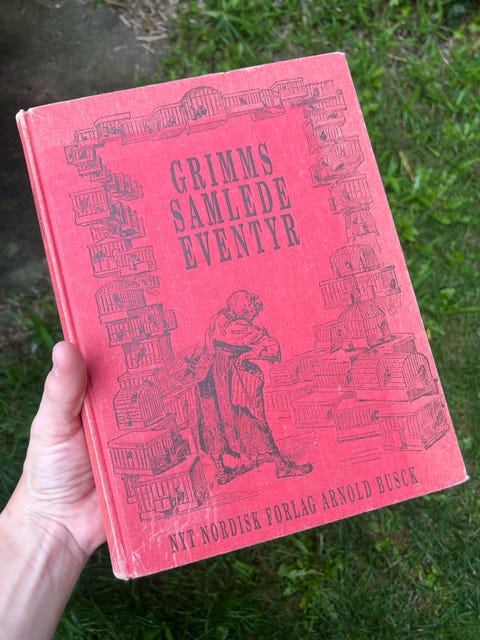 GRIMMS
SAMLEDE
EVENTYR
NYT NORDISK FORLAG ARNOLD BUSCK